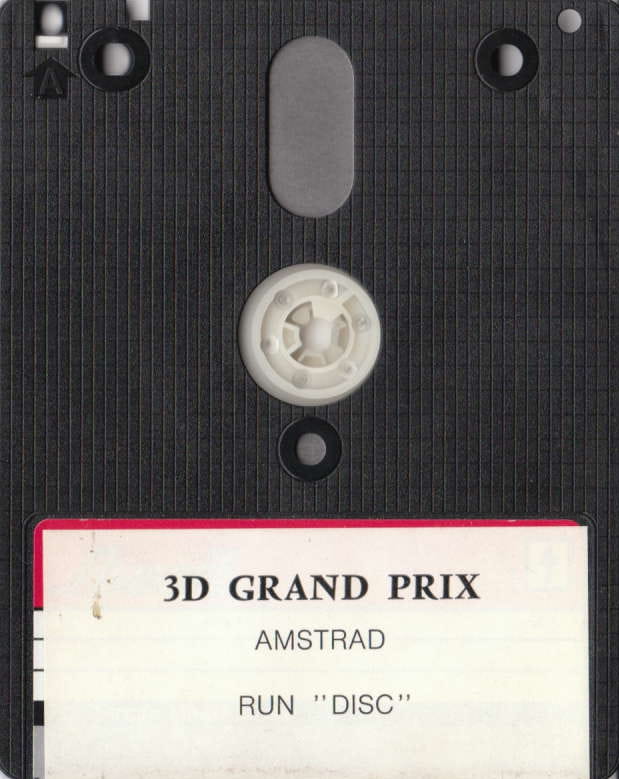 A
3D GRAND PRIX
AMSTRAD
RUN "DISC"